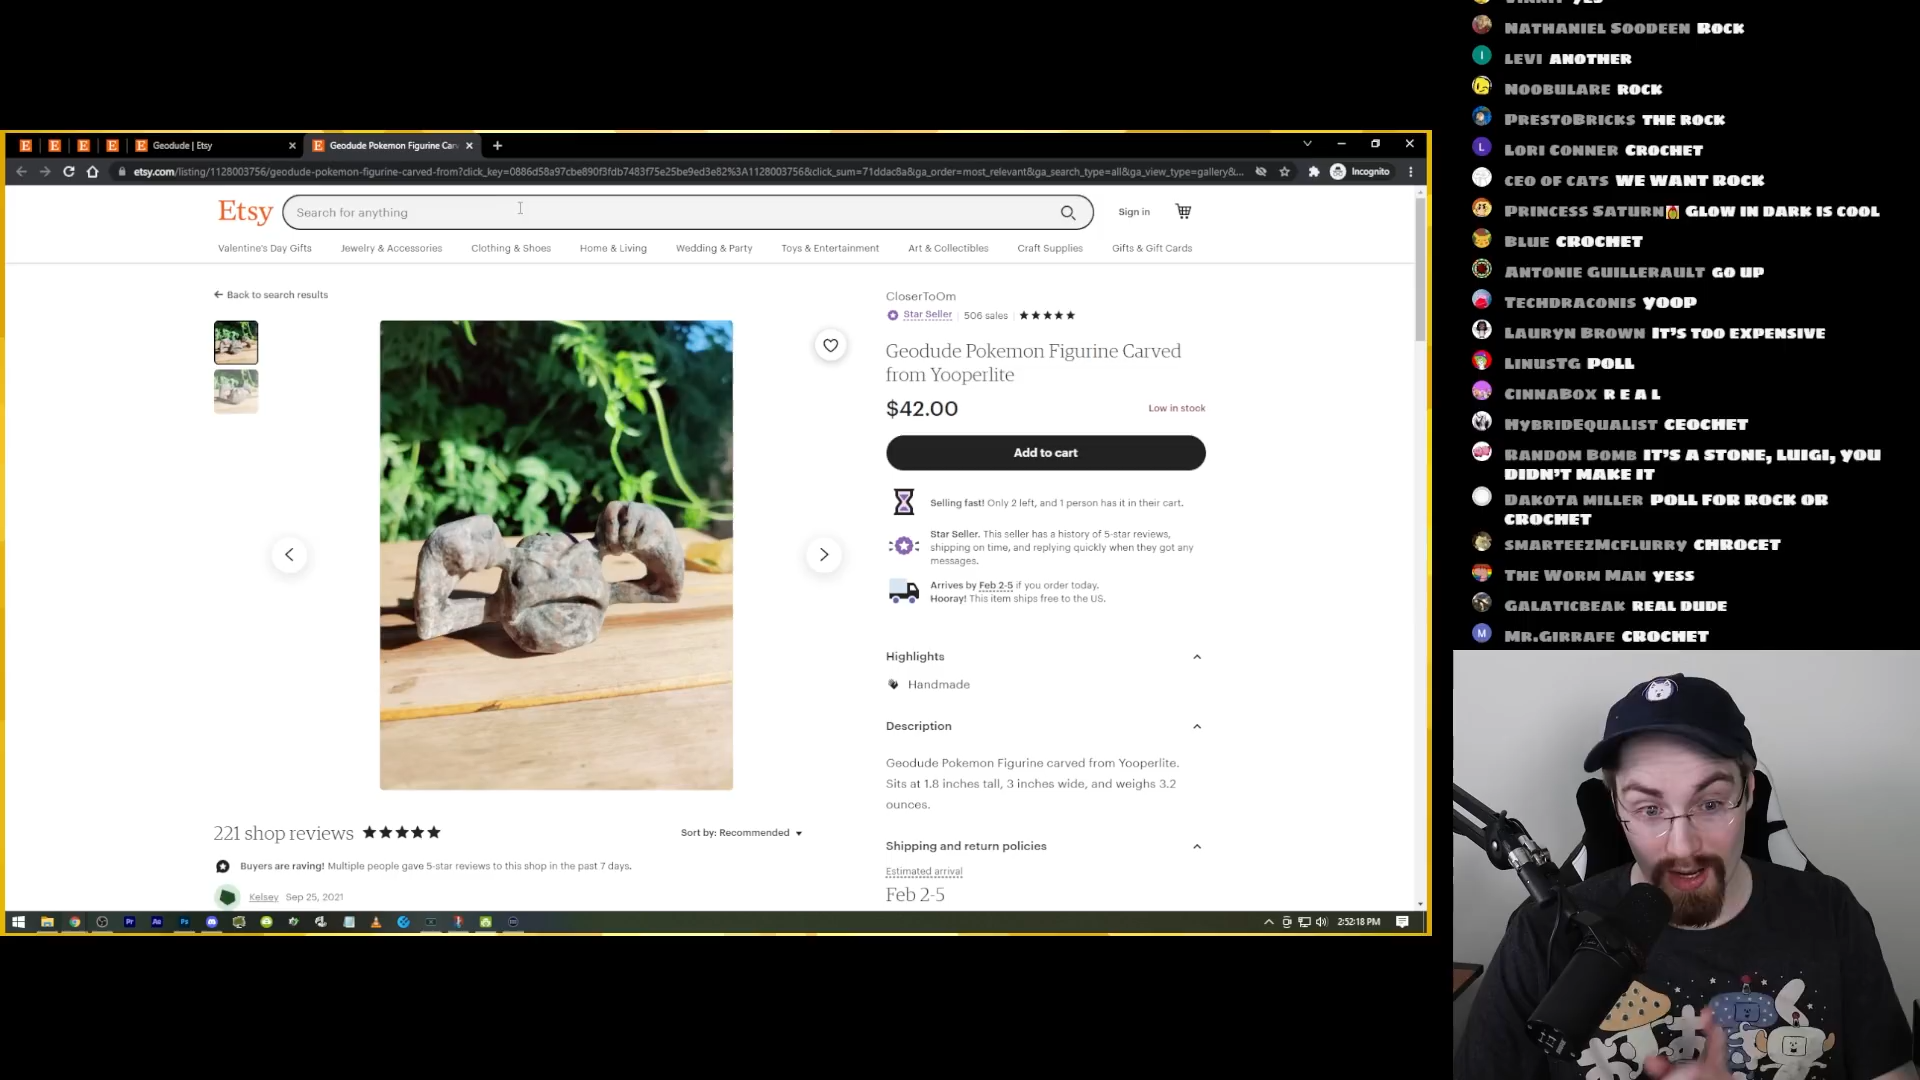 Geodude | Etsy
Geodude Pokemon Figurine Carv
etsy.com/listing/1128003756/geodude-pokemon-figurine-carved-from?click_key=0886d58a97cbe890f3fdb7483f75e25be9ed3e82%3A1128003756&click_sum=71ddac8a&ga_order=most_relevant&ga_search_type=all&ga_view_type=gallery&...
Incognito
Etsy
Search for anything
Sign in
Valentine's Day Gifts
Jewelry & Accessories
Clothing & Shoes
Home & Living
Wedding & Party
Toys & Entertainment
Art & Collectibles
Craft Supplies
Gifts & Gift Cards
Back to search results
CloserToOm
Star Seller | 506 sales
Geodude Pokemon Figurine Carved
from Yooperlite
$42.00
Low in stock
Add to cart
Selling fast! Only 2 left, and 1 person has it in their cart.
Star Seller. This seller has a history of 5-star reviews,
shipping on time, and replying quickly when they got any
messages.
Arrives by Feb 2-5 if you order today.
Hooray! This item ships free to the US.
Highlights
Handmade
Description
Geodude Pokemon Figurine carved from Yooperlite.
Sits at 1.8 inches tall, 3 inches wide, and weighs 3.2
ounces.
Shipping and return policies
Estimated arrival
Feb 2-5
221 shop reviews
Sort by: Recommended
Buyers are raving! Multiple people gave 5-star reviews to this shop in the past 7 days.
Kelsey Sep 25, 2021
2:52:18 PM
Nathaniel Soodeen Rock
Levi ANOTHER
Noobulare ROCK
PrestoBricks THE ROCK
Lori Conner CROCHET
CEO OF CATS WE WANT ROCK
Princess Saturn GLOW IN DARK IS COOL
Blue CROCHET
Antonie Guillerault GO UP
TechDraconis YOOP
Lauryn Brown IT'S TOO EXPENSIVE
LinusTG POLL
CinnaBox R E A L
HybridEqualist CEOCHET
Random Bomb IT'S A STONE, LUIGI, YOU
DIDN'T MAKE IT
Dakota Miller POLL FOR ROCK OR
CROCHET
smarteezMcFlurry CHROCET
The Worm Man YESS
Galaticbeak REAL DUDE
Mr.Girrafe CROCHET